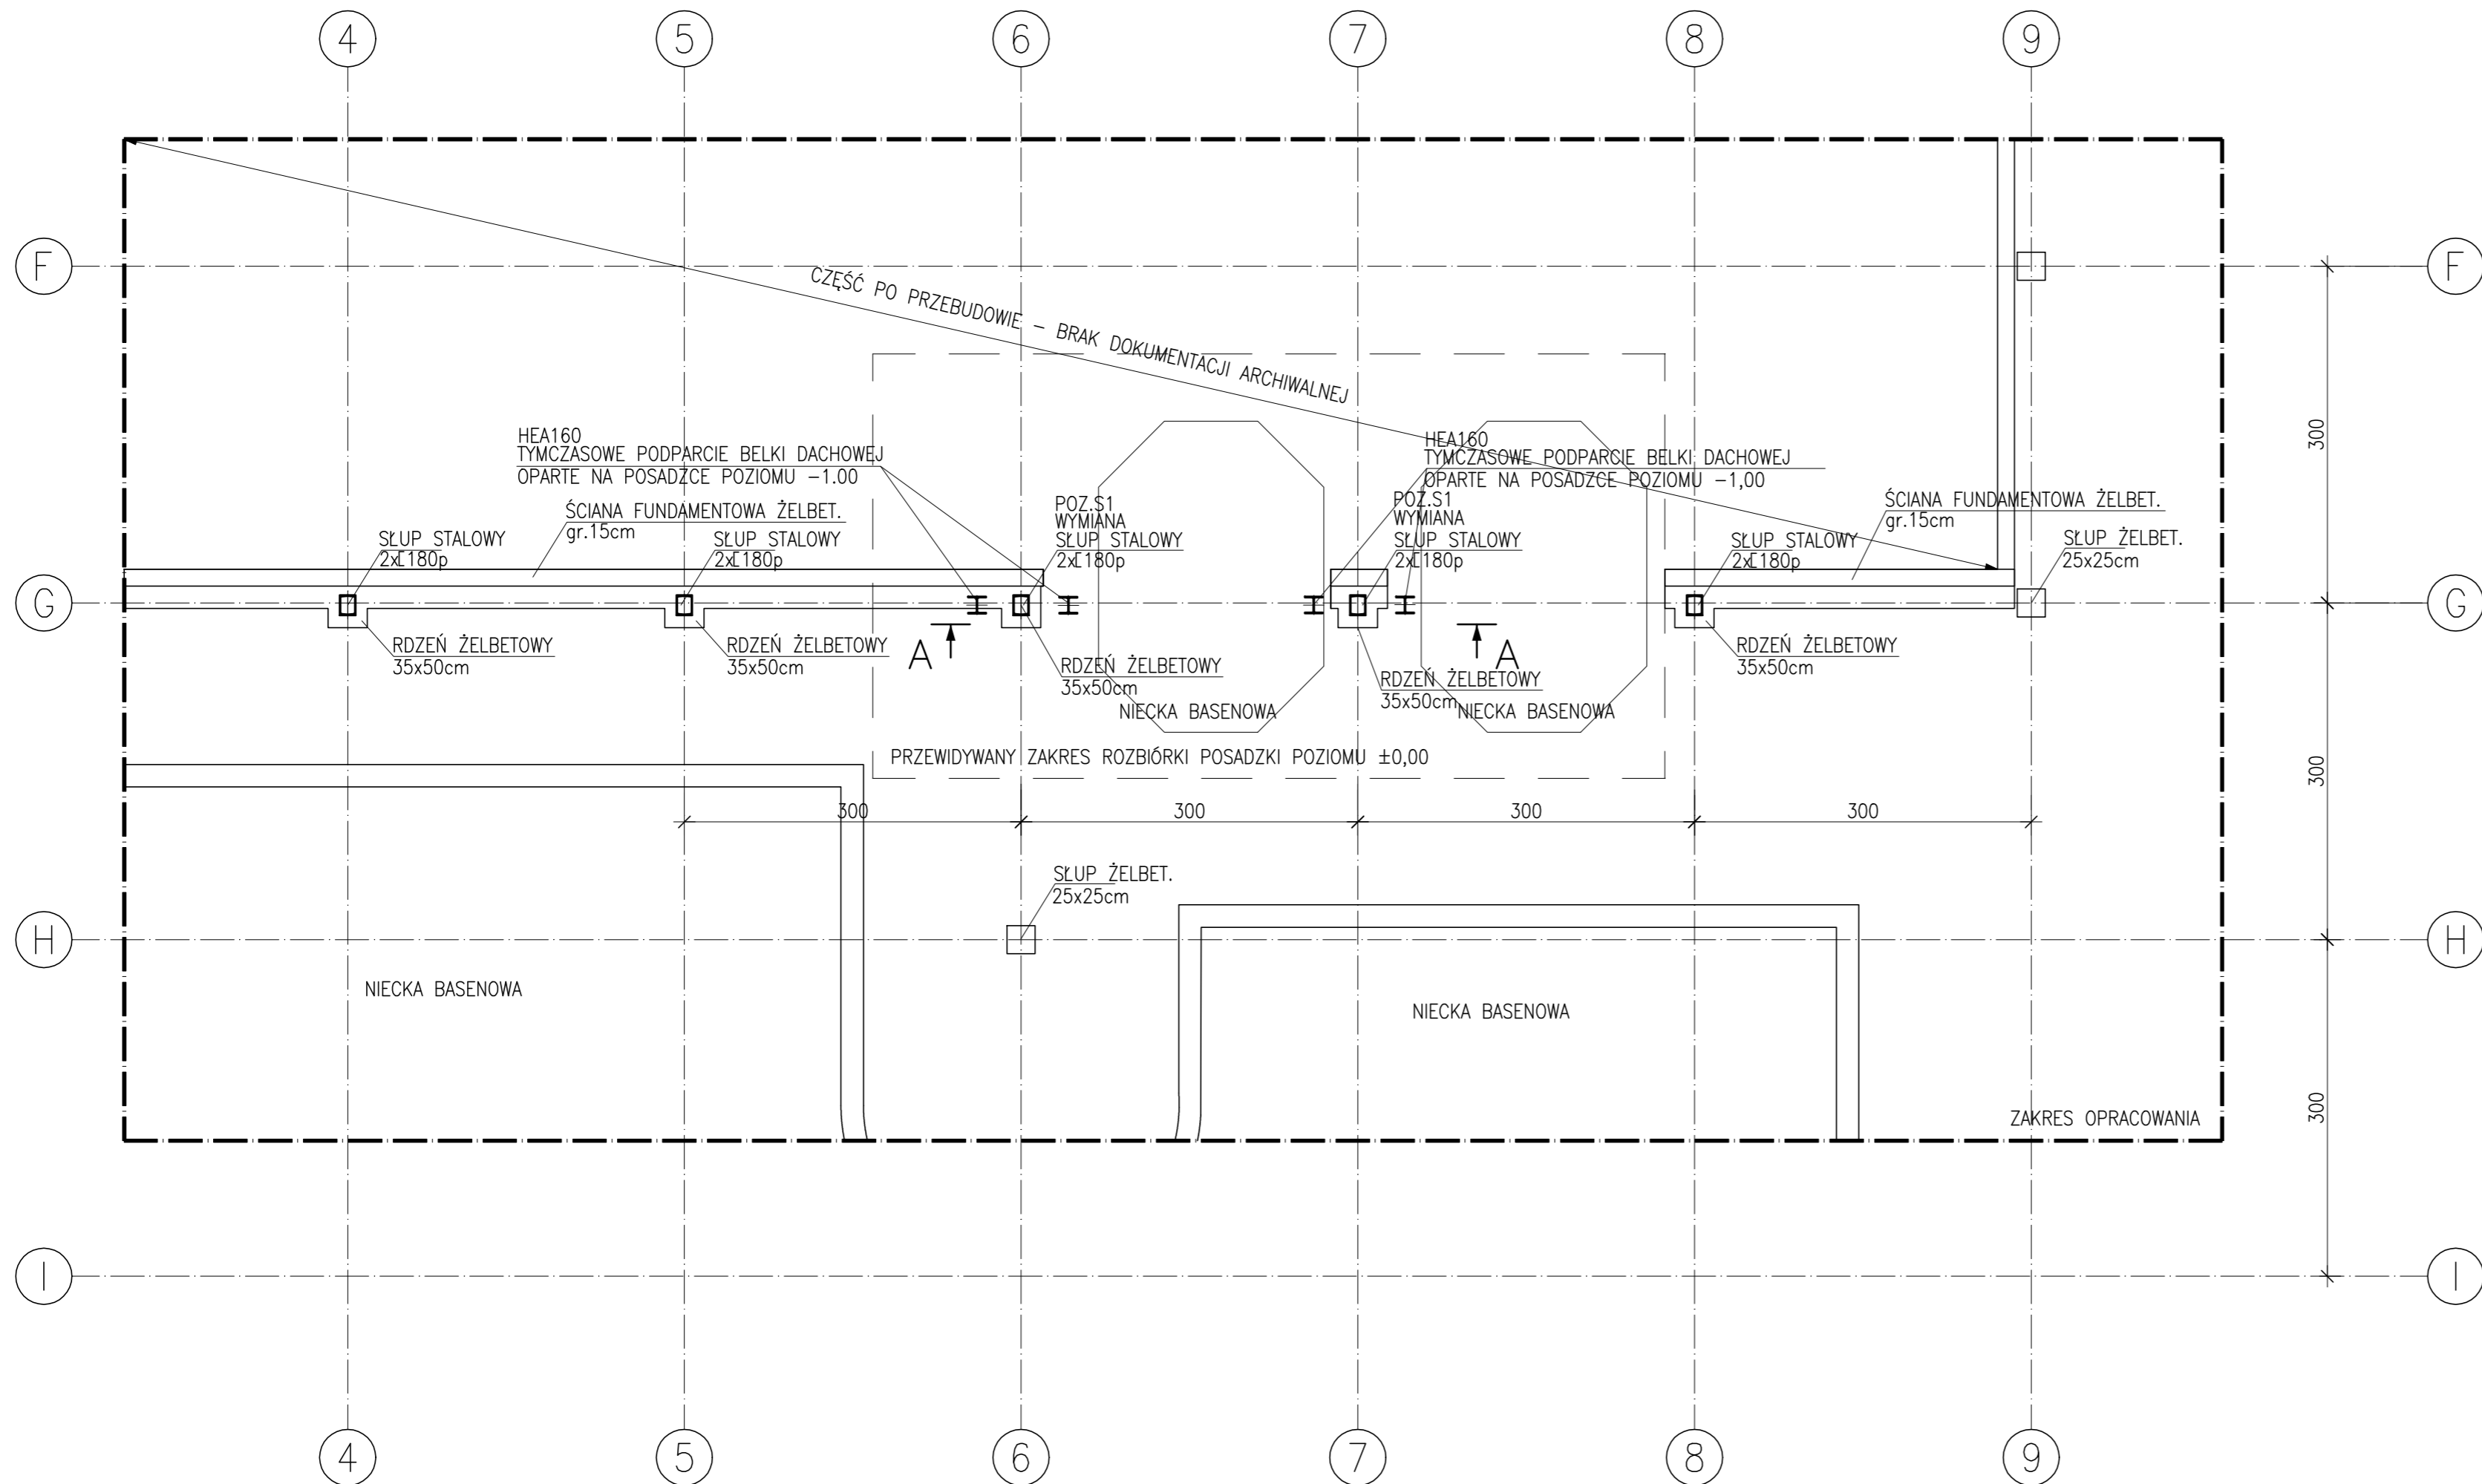 4 5 6 7 8 9
F F
CZĘŚĆ PO PRZEBUDOWIE – BRAK DOKUMENTACJI ARCHIWALNEJ
300
HEA160
TYMCZASOWE PODPARCIE BELKI DACHOWEJ
OPARTE NA POSADZCE POZIOMU –1.00
HEA160
TYMCZASOWE PODPARCIE BELKI DACHOWEJ
OPARTE NA POSADZCE POZIOMU –1,00
ŚCIANA FUNDAMENTOWA ŻELBET.
gr.15cm
POZ.S1
WYMIANA
SŁUP STALOWY
2x[180p
POZ.S1
WYMIANA
SŁUP STALOWY
2x[180p
ŚCIANA FUNDAMENTOWA ŻELBET.
gr.15cm
SŁUP STALOWY
2x[180p
SŁUP STALOWY
2x[180p
SŁUP STALOWY
2x[180p
SŁUP ŻELBET.
25x25cm
G G
RDZEŃ ŻELBETOWY
35x50cm
RDZEŃ ŻELBETOWY
35x50cm
A A
RDZEŃ ŻELBETOWY
35x50cm
RDZEŃ ŻELBETOWY
35x50cm
RDZEŃ ŻELBETOWY
35x50cm
NIECKA BASENOWA
NIECKA BASENOWA
PRZEWIDYWANY ZAKRES ROZBIÓRKI POSADZKI POZIOMU ±0,00
300
300 300 300 300
SŁUP ŻELBET.
25x25cm
H H
NIECKA BASENOWA
NIECKA BASENOWA
300
ZAKRES OPRACOWANIA
I I
4 5 6 7 8 9